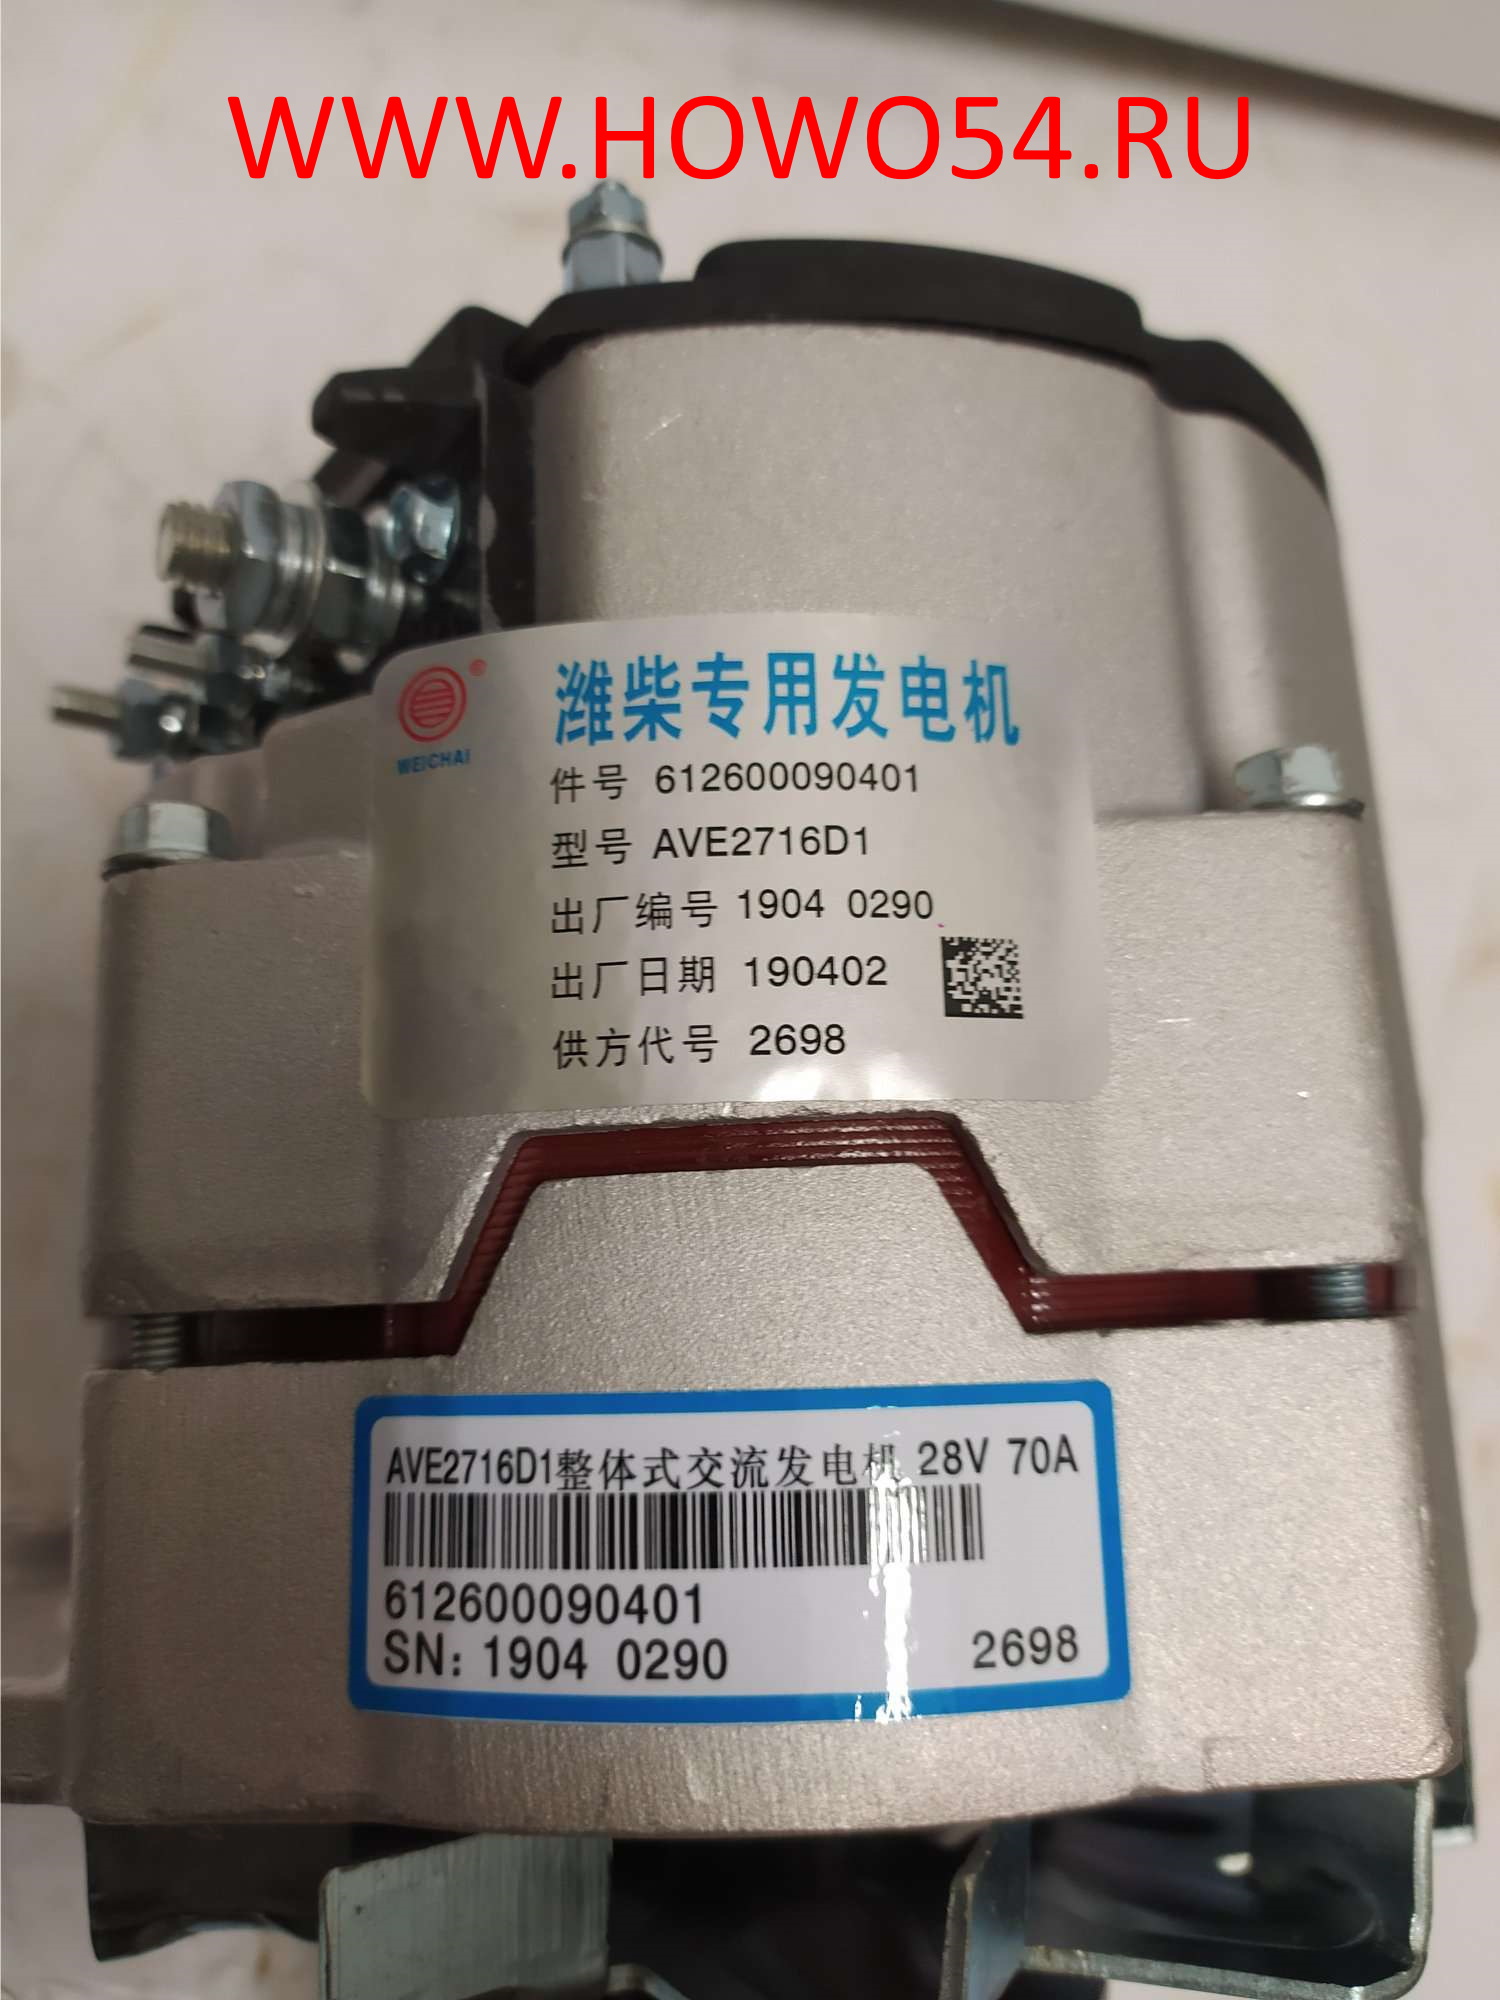 WWW.HOWO54.RU
WEICHAI ®
潍柴专用发电机
件号 612600090401
型号 AVE2716D1
出厂编号 1904 0290
出厂日期 190402
供方代号 2698
AVE2716D1整体式交流发电机 28V 70A
612600090401
SN: 1904 0290 2698